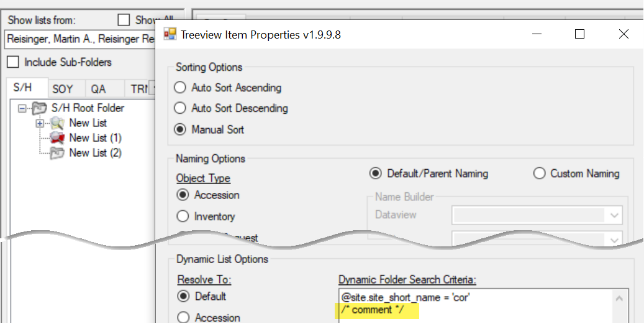 Show lists from:
Show All
Reisinger, Martin A., Reisinger Re
Include Sub-Folders
S/H SOY QA
S/H Root Folder
New List
New List (1)
New List (2)
Treeview Item Properties v1.9.9.8
Sorting Options
Auto Sort Ascending
Auto Sort Descending
Manual Sort
Naming Options
Object Type
Accession
Inventory
Default/Parent Naming
Custom Naming
Name Builder
Dataview
Dynamic List Options
Resolve To:
Default
Accession
Dynamic Folder Search Criteria:
@site.site_short_name = 'cor'
/* comment */